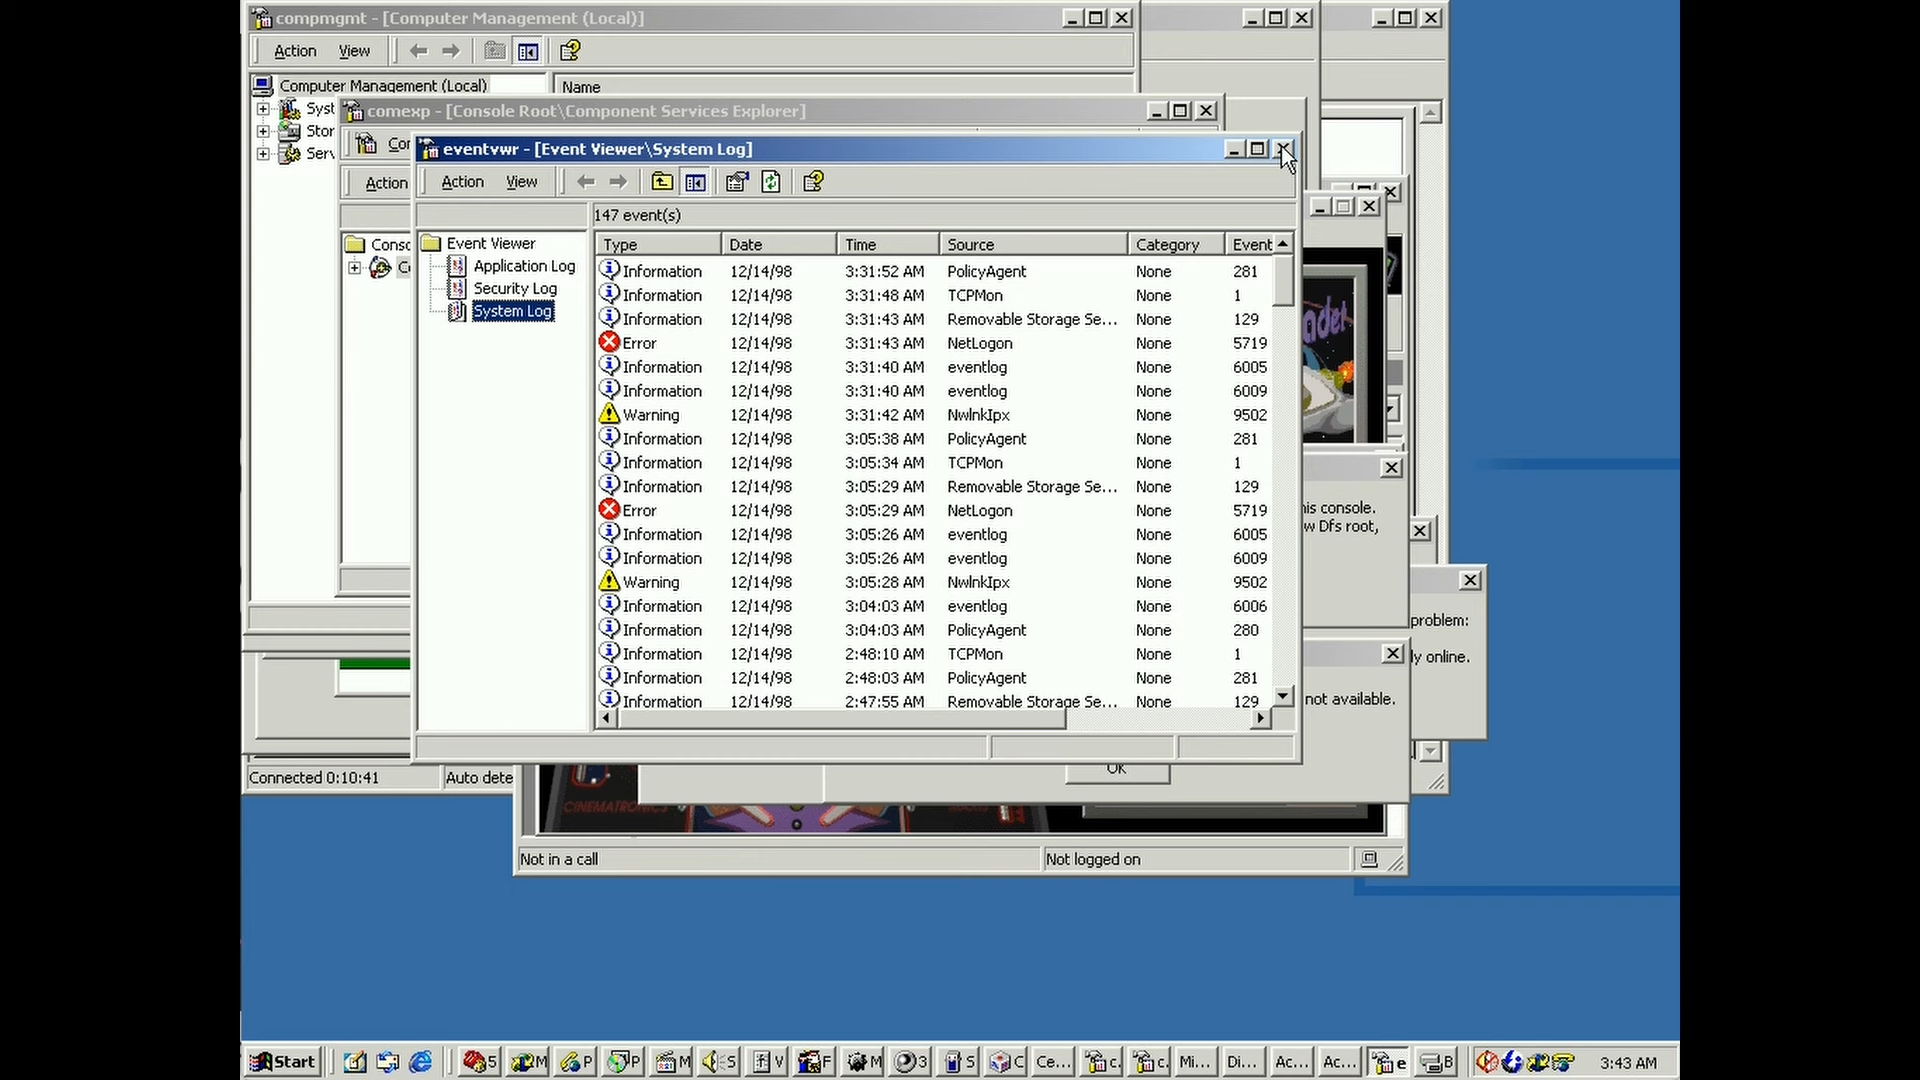 compmgmt - [Computer Management (Local)]
Action View
Computer Management (Local)
Name
Syst
Stor
Serv
comexp - [Console Root\Component Services Explorer]
Co
Action
Conso
C
eventvwr - [Event Viewer\System Log]
Action View
147 event(s)
Event Viewer
Application Log
Security Log
System Log
Type Date Time Source Category Event
Information 12/14/98 3:31:52 AM PolicyAgent None 281
Information 12/14/98 3:31:48 AM TCPMon None 1
Information 12/14/98 3:31:43 AM Removable Storage Se... None 129
Error 12/14/98 3:31:43 AM NetLogon None 5719
Information 12/14/98 3:31:40 AM eventlog None 6005
Information 12/14/98 3:31:40 AM eventlog None 6009
Warning 12/14/98 3:31:42 AM NwlnkIpx None 9502
Information 12/14/98 3:05:38 AM PolicyAgent None 281
Information 12/14/98 3:05:34 AM TCPMon None 1
Information 12/14/98 3:05:29 AM Removable Storage Se... None 129
Error 12/14/98 3:05:29 AM NetLogon None 5719
Information 12/14/98 3:05:26 AM eventlog None 6005
Information 12/14/98 3:05:26 AM eventlog None 6009
Warning 12/14/98 3:05:28 AM NwlnkIpx None 9502
Information 12/14/98 3:04:03 AM eventlog None 6006
Information 12/14/98 3:04:03 AM PolicyAgent None 280
Information 12/14/98 2:48:10 AM TCPMon None 1
Information 12/14/98 2:48:03 AM PolicyAgent None 281
Information 12/14/98 2:47:55 AM Removable Storage Se... None 129
adet
his console.
w Dfs root,
problem:
ly online.
not available.
Connected 0:10:41
Auto dete
OK
CINEMATRONICS
Not in a call
Not logged on
Start
5 M P P M S V F M 3 S C Ce... c. c. Mi... Di... Ac... Ac... e B
3:43 AM